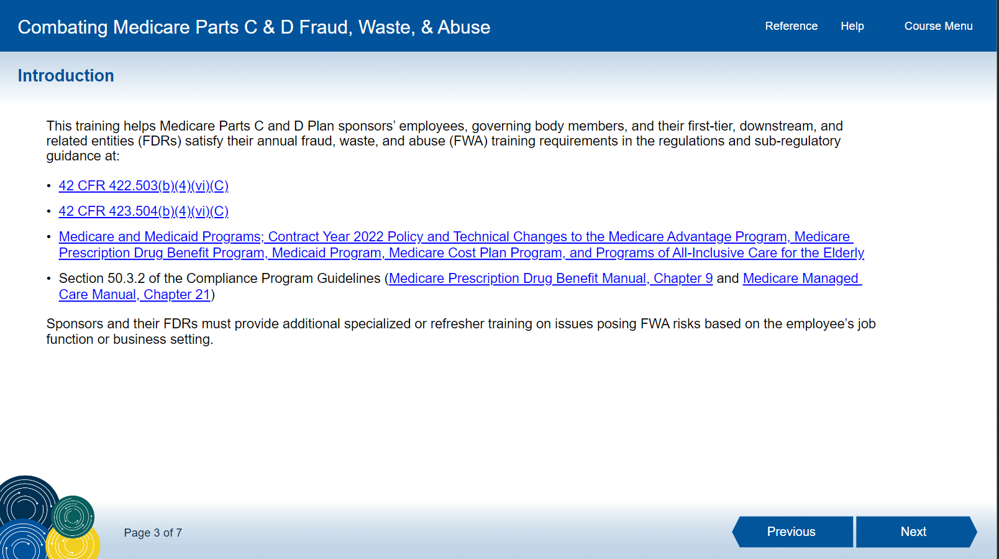 Combating Medicare Parts C & D Fraud, Waste, & Abuse
Reference Help Course Menu
Introduction
This training helps Medicare Parts C and D Plan sponsors’ employees, governing body members, and their first-tier, downstream, and
related entities (FDRs) satisfy their annual fraud, waste, and abuse (FWA) training requirements in the regulations and sub-regulatory
guidance at:
• 42 CFR 422.503(b)(4)(vi)(C)
• 42 CFR 423.504(b)(4)(vi)(C)
• Medicare and Medicaid Programs; Contract Year 2022 Policy and Technical Changes to the Medicare Advantage Program, Medicare
Prescription Drug Benefit Program, Medicaid Program, Medicare Cost Plan Program, and Programs of All-Inclusive Care for the Elderly
• Section 50.3.2 of the Compliance Program Guidelines (Medicare Prescription Drug Benefit Manual, Chapter 9 and Medicare Managed
Care Manual, Chapter 21)
Sponsors and their FDRs must provide additional specialized or refresher training on issues posing FWA risks based on the employee’s job
function or business setting.
Page 3 of 7
Previous Next